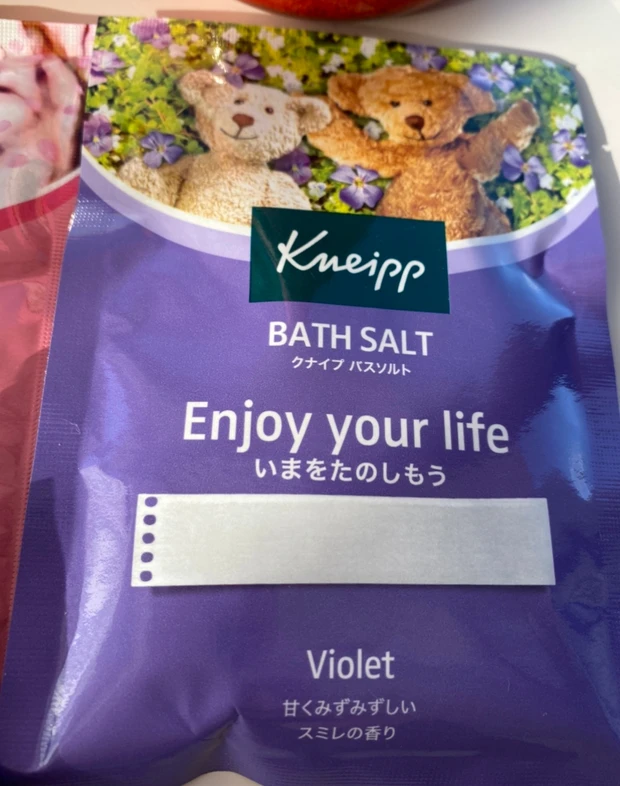 Kneipp
BATH SALT
クナイプ バスソルト
Enjoy your life
いまをたのしもう
Violet
甘くみずみずしい
スミレの香り